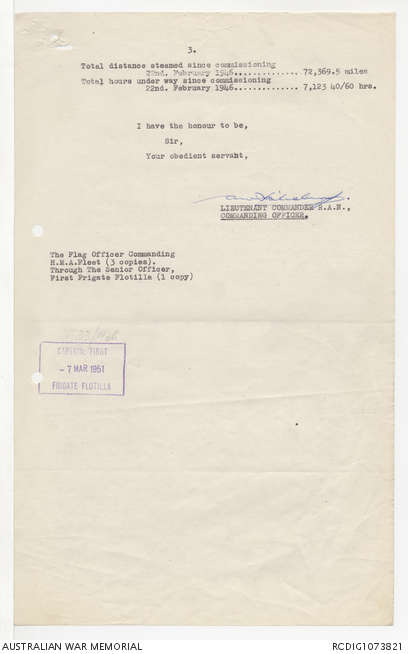 3.
Total distance steamed since commissioning
22nd. February 1946............. 72,369.5 miles
Total hours under way since commissioning
22nd. February 1946............. 7,123 40/60 hrs.
I have the honour to be,
Sir,
Your obedient servant,
LIEUTENANT COMMANDER R.A.N.,
COMMANDING OFFICER.
The Flag Officer Commanding
H.M.A.Fleet (3 copies).
Through The Senior Officer,
First Frigate Flotilla (1 copy)
CAPTAIN, FIRST
- 7 MAR 1951
FRIGATE FLOTILLA
AUSTRALIAN WAR MEMORIAL
RCDIG1073821